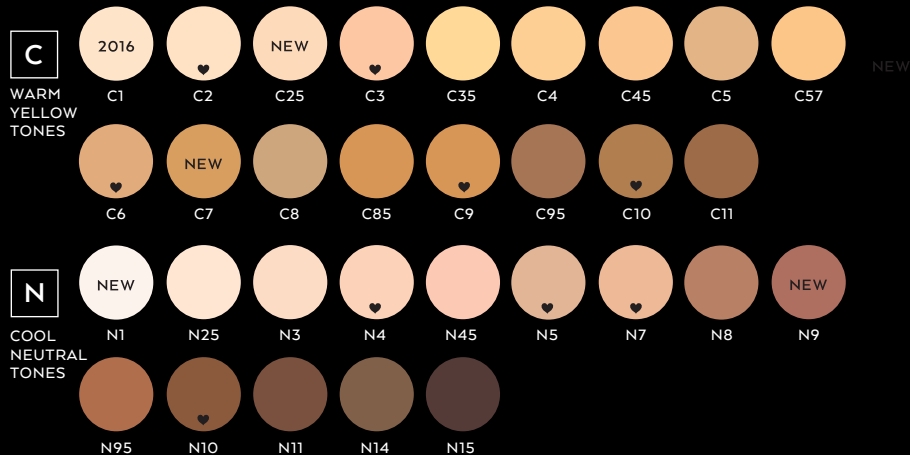 C
WARM
YELLOW
TONES
2016 NEW
NEW
C1 C2 C25 C3 C35 C4 C45 C5 C57
NEW
C6 C7 C8 C85 C9 C95 C10 C11
N
COOL
NEUTRAL
TONES
NEW NEW
N1 N25 N3 N4 N45 N5 N7 N8 N9
N95 N10 N11 N14 N15